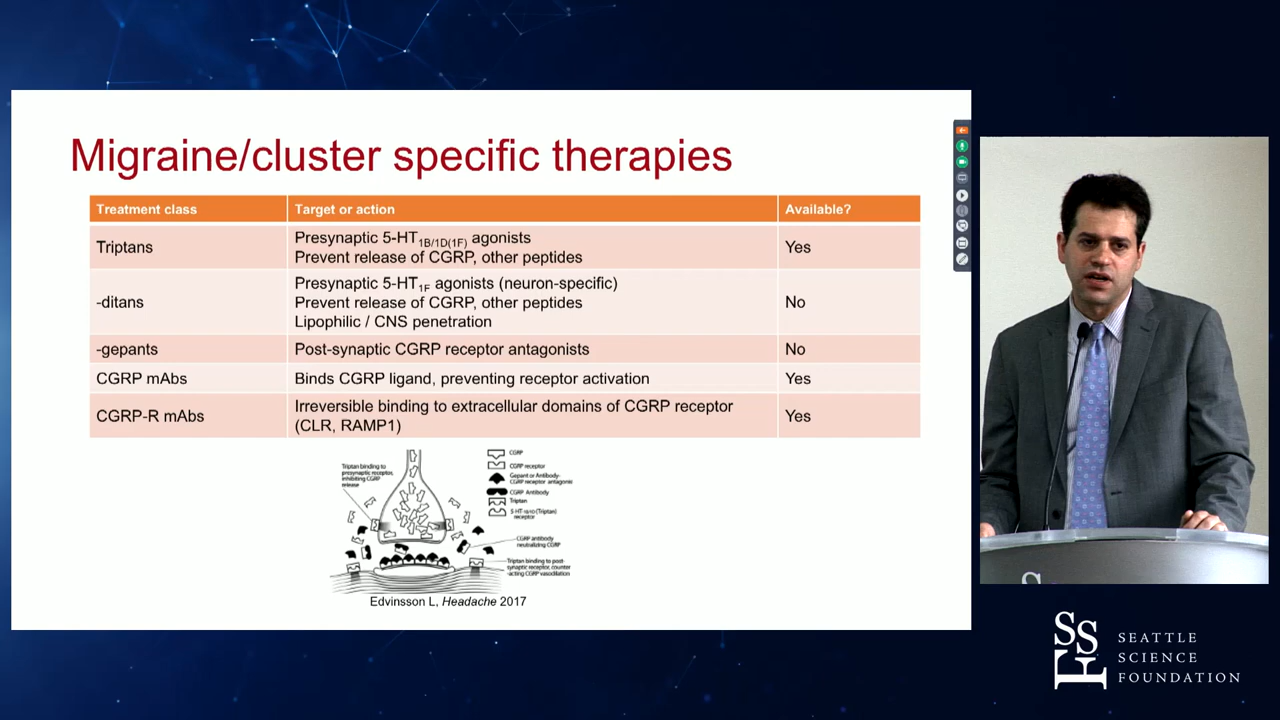 Migraine/cluster specific therapies
Treatment class Target or action Available?
Triptans Presynaptic 5-HT1B/1D(1F) agonists Yes
Prevent release of CGRP, other peptides
-ditans Presynaptic 5-HT1F agonists (neuron-specific) No
Prevent release of CGRP, other peptides
Lipophilic / CNS penetration
-gepants Post-synaptic CGRP receptor antagonists No
CGRP mAbs Binds CGRP ligand, preventing receptor activation Yes
CGRP-R mAbs Irreversible binding to extracellular domains of CGRP receptor Yes
(CLR, RAMP1)
Triptan binding to
presynaptic receptor,
inhibiting CGRP
release
CGRP
CGRP receptor
Gepant or Antibody-
CGRP receptor antagonis
CGRP Antibody
Triptan
5-HT-1B/1D (Triptan)
receptor
CGRP antibody
neutralizing CGRP
Triptan binding to post-
synaptic receptor, counter
-acting CGRP vasodilation
Edvinsson L, Headache 2017
S
SSF
SEATTLE
SCIENCE
FOUNDATION